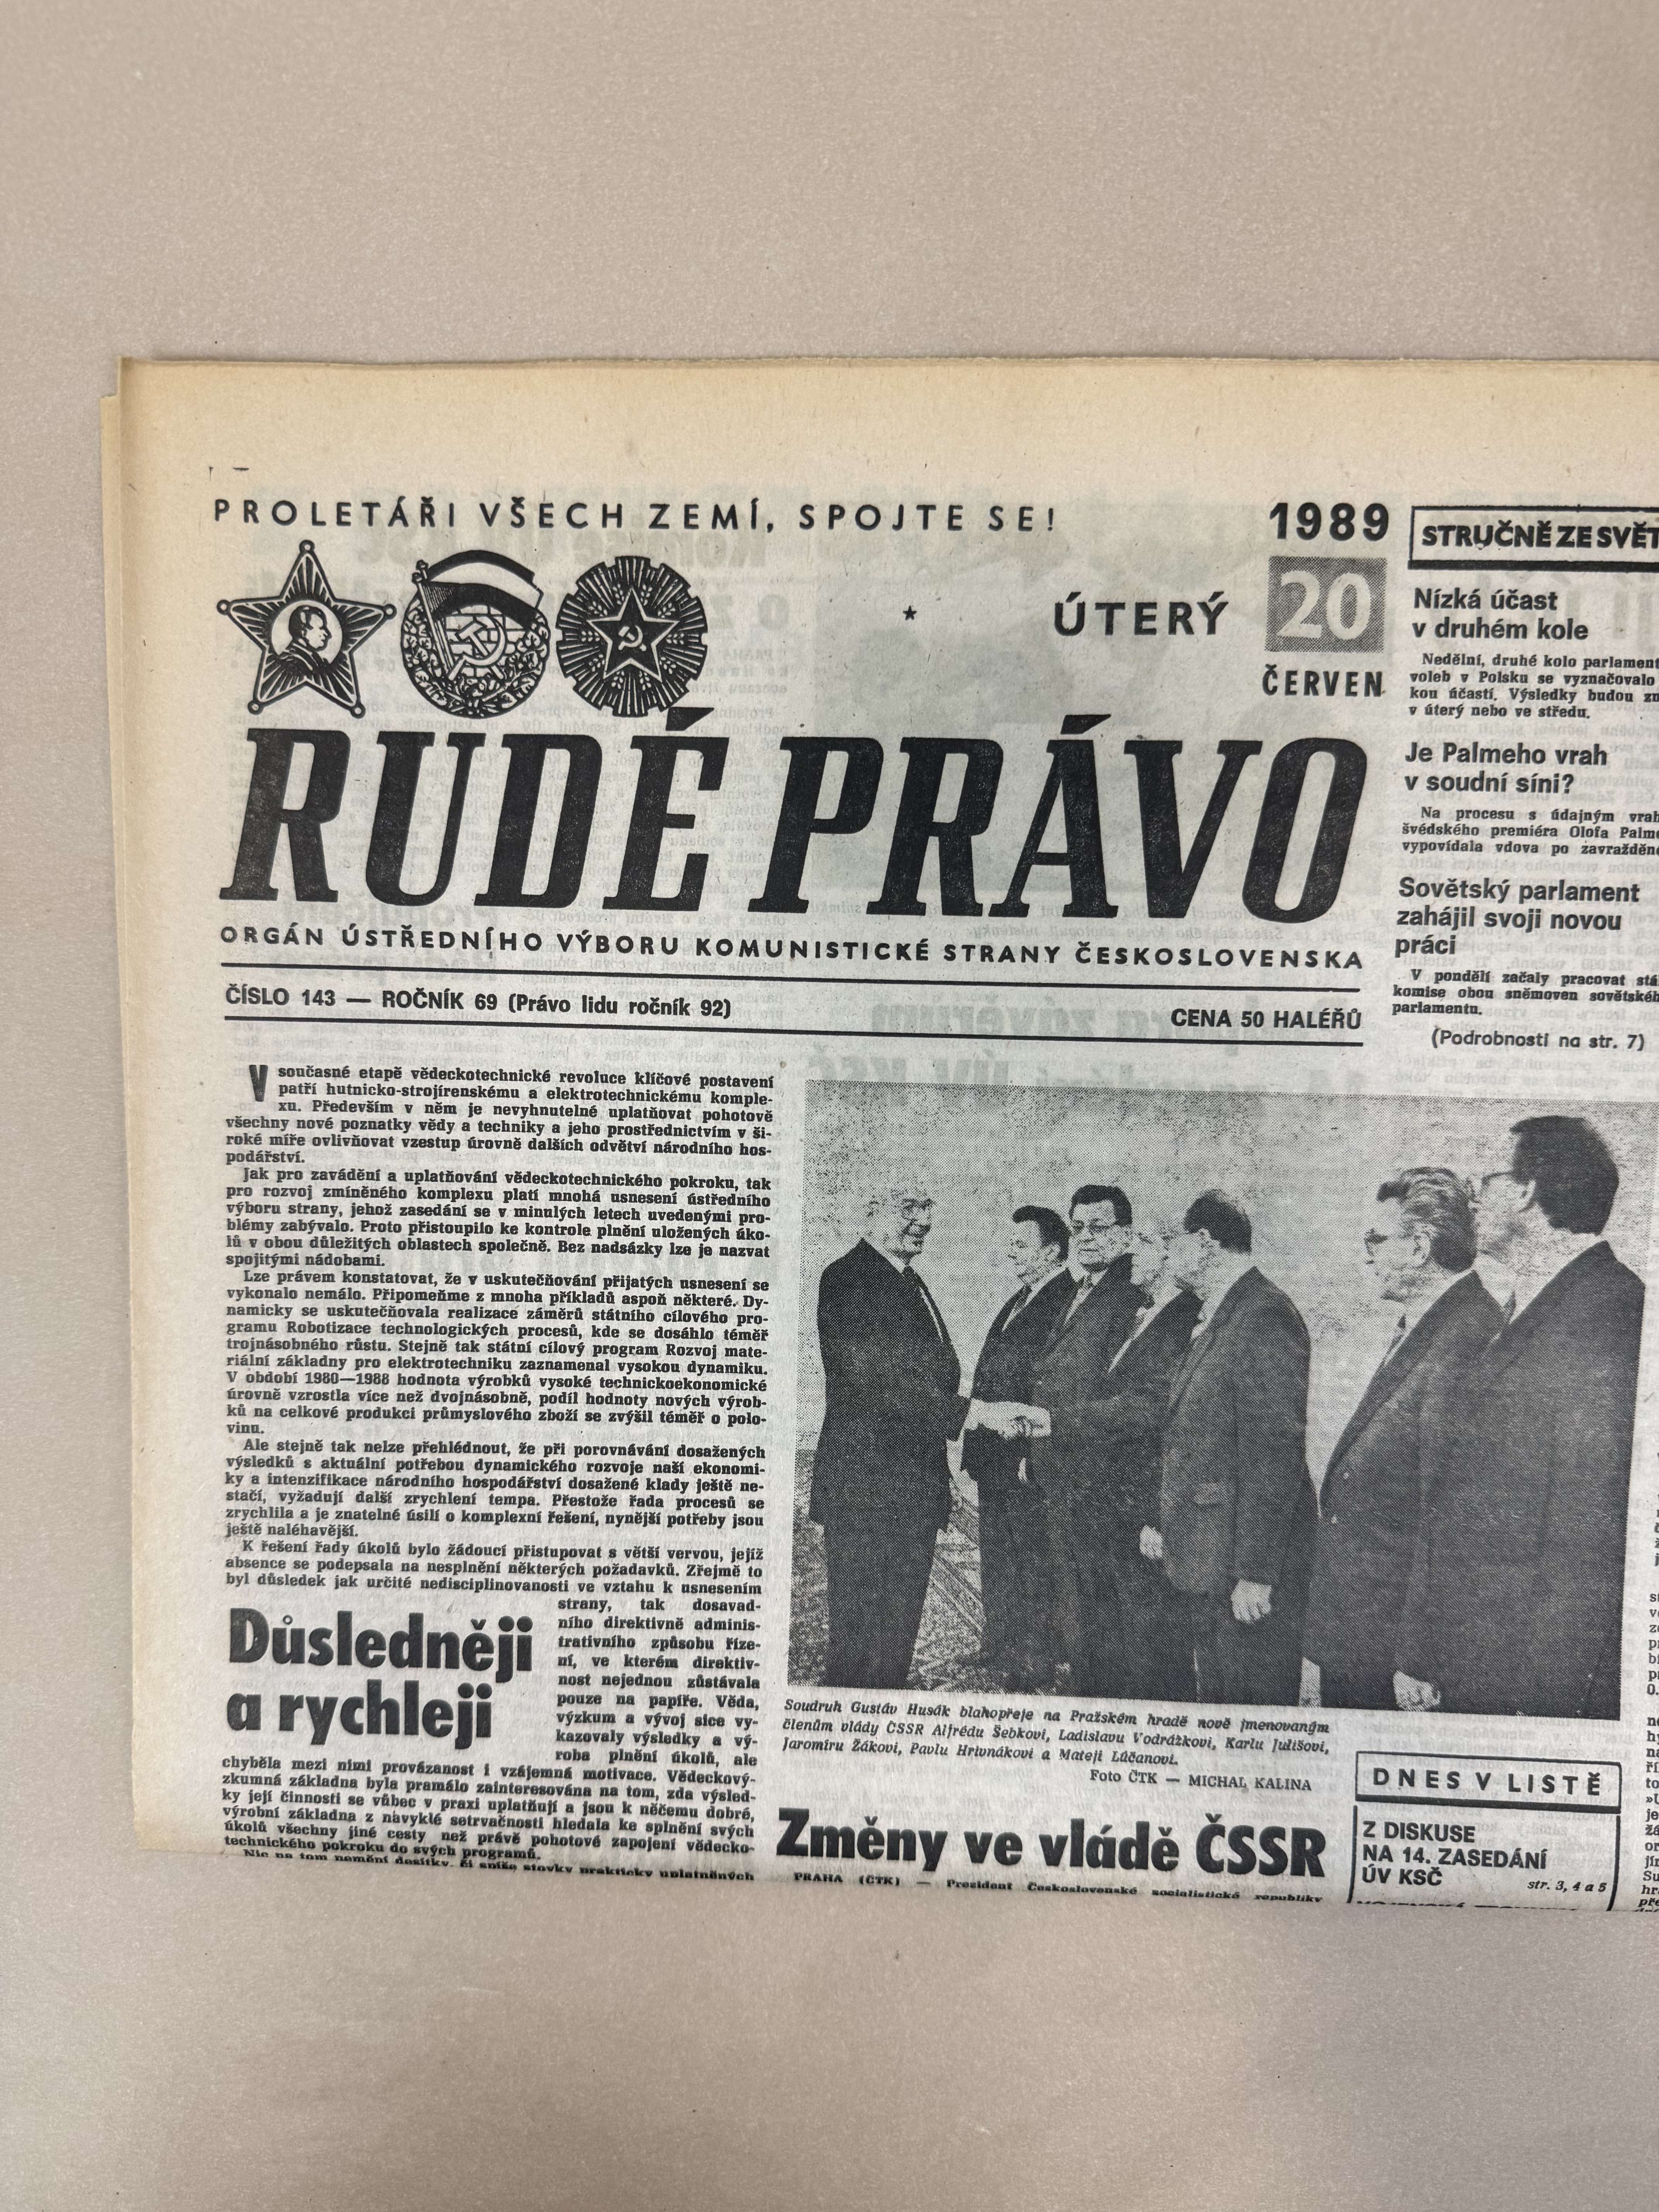 PROLETÁŘI VŠECH ZEMÍ, SPOJTE SE!
1989
★ ÚTERÝ 20
ČERVEN
RUDÉ PRÁVO
ORGÁN ÚSTŘEDNÍHO VÝBORU KOMUNISTICKÉ STRANY ČESKOSLOVENSKA
ČÍSLO 143 — ROČNÍK 69 (Právo lidu ročník 92)
CENA 50 HALÉŘŮ
STRUČNĚ ZE SVĚT
Nízká účast
v druhém kole
Nedělní, druhé kolo parlament
voleb v Polsku se vyznačovalo
kou účastí. Výsledky budou zn
v úterý nebo ve středu.
Je Palmeho vrah
v soudní síni?
Na procesu s údajným vrah
švédského premiéra Olofa Palm
vypovídala vdova po zavražděn
Sovětský parlament
zahájil svoji novou
práci
V pondělí začaly pracovat stá
komise obou sněmoven sovětskéh
parlamentu.
(Podrobnosti na str. 7)
V současné etapě vědeckotechnické revoluce klíčové postavení
patří hutnicko-strojírenskému a elektrotechnickému komple-
xu. Především v něm je nevyhnutelné uplatňovat pohotově
všechny nové poznatky vědy a techniky a jeho prostřednictvím v ši-
roké míře ovlivňovat vzestup úrovně dalších odvětví národního hos-
podářství.
Jak pro zavádění a uplatňování vědeckotechnického pokroku, tak
pro rozvoj zmíněného komplexu platí mnohá usnesení ústředního
výboru strany, jehož zasedání se v minulých letech uvedenými pro-
blémy zabývalo. Proto přistoupilo ke kontrole plnění uložených úko-
lů v obou důležitých oblastech společně. Bez nadsázky lze je nazvat
spojitými nádobami.
Lze právem konstatovat, že v uskutečňování přijatých usnesení se
vykonalo nemálo. Připomeňme z mnoha příkladů aspoň některé. Dy-
namicky se uskutečňovala realizace záměrů státního cílového pro-
gramu Robotizace technologických procesů, kde se dosáhlo téměř
trojnásobného růstu. Stejně tak státní cílový program Rozvoj mate-
riální základny pro elektrotechniku zaznamenal vysokou dynamiku.
V období 1980—1988 hodnota výrobků vysoké technickoekonomické
úrovně vzrostla více než dvojnásobně, podíl hodnoty nových výrob-
ků na celkové produkci průmyslového zboží se zvýšil téměř o polo-
vinu.
Ale stejně tak nelze přehlédnout, že při porovnávání dosažených
výsledků s aktuální potřebou dynamického rozvoje naší ekonomi-
ky a intenzifikace národního hospodářství dosažené klady ještě ne-
stačí, vyžadují další zrychlení tempa. Přestože řada procesů se
zrychlila a je znatelné úsilí o komplexní řešení, nynější potřeby jsou
ještě naléhavější.
K řešení řady úkolů bylo žádoucí přistupovat s větší vervou, jejíž
absence se podepsala na nesplnění některých požadavků. Zřejmě to
byl důsledek jak určité nedisciplinovanosti ve vztahu k usnesením
Důsledněji
a rychleji
strany, tak dosavad-
ního direktivně adminis-
trativního způsobu říze-
ní, ve kterém direktiv-
nost nejednou zůstávala
pouze na papíře. Věda,
výzkum a vývoj sice vy-
kazovaly výsledky a vý-
roba plnění úkolů, ale
chyběla mezi nimi provázanost i vzájemná motivace. Vědeckový-
zkumná základna byla pramálo zainteresována na tom, zda výsled-
ky její činnosti se vůbec v praxi uplatňují a jsou k něčemu dobré,
výrobní základna z navyklé setrvačnosti hledala ke splnění svých
úkolů všechny jiné cesty než právě pohotové zapojení vědecko-
technického pokroku do svých programů.
Nic na tom nemění desítky, či spíše stovky prakticky uplatněných
Soudruh Gustáv Husák blahopřeje na Pražském hradě nově jmenovaným
členům vlády ČSSR Alfrédu Šebkovi, Ladislavu Vodrážkovi, Karlu Julišovi,
Jaromíru Žákovi, Pavlu Hrivnákovi a Mateji Lúčanovi.
Foto ČTK — MICHAL KALINA
Změny ve vládě ČSSR
PRAHA (ČTK) — Prezident Československé socialistické republiky
DNES V LISTĚ
Z DISKUSE
NA 14. ZASEDÁNÍ
ÚV KSČ
str. 3, 4 a 5